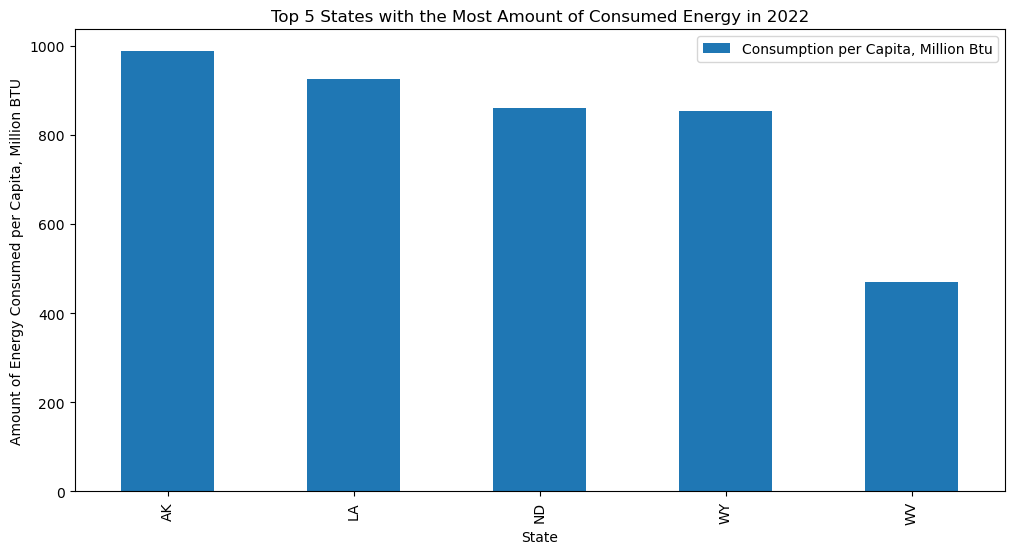 Top 5 States with the Most Amount of Consumed Energy in 2022
Consumption per Capita, Million Btu
Amount of Energy Consumed per Capita, Million BTU
1000
800
600
400
200
0
AK
LA
ND
WY
WV
State